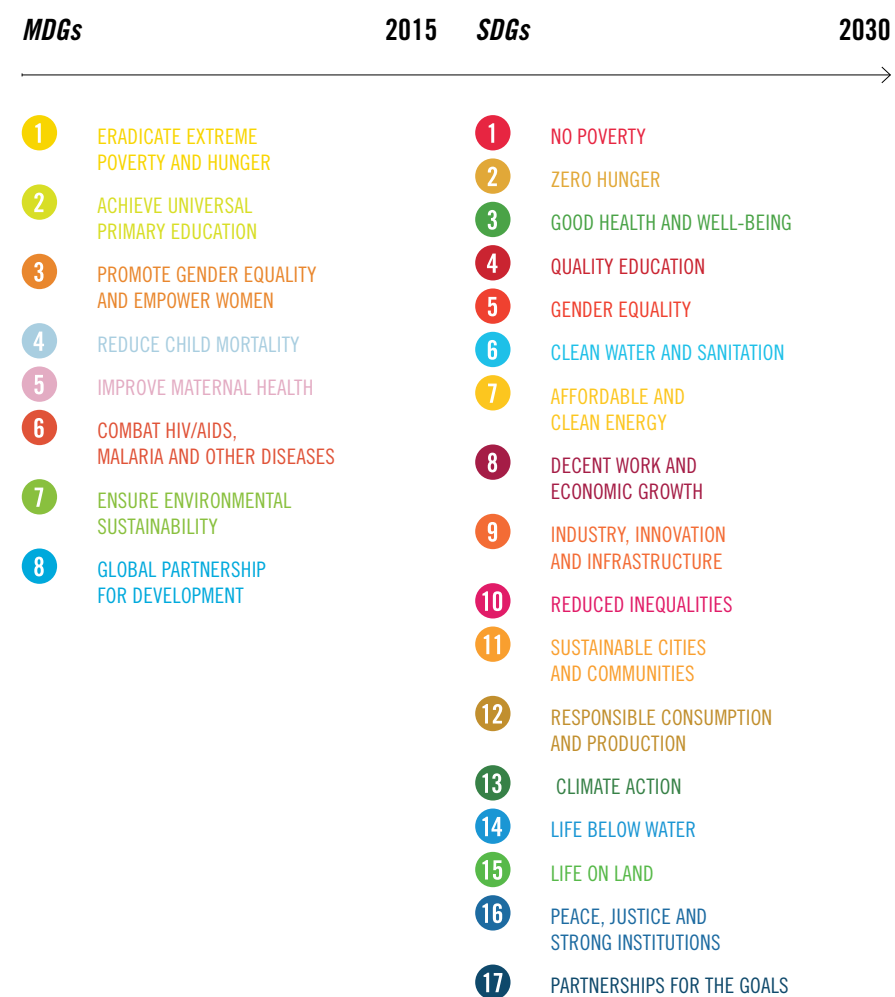 MDGs 2015 SDGs 2030
1 ERADICATE EXTREME
POVERTY AND HUNGER
2 ACHIEVE UNIVERSAL
PRIMARY EDUCATION
3 PROMOTE GENDER EQUALITY
AND EMPOWER WOMEN
4 REDUCE CHILD MORTALITY
5 IMPROVE MATERNAL HEALTH
6 COMBAT HIV/AIDS,
MALARIA AND OTHER DISEASES
7 ENSURE ENVIRONMENTAL
SUSTAINABILITY
8 GLOBAL PARTNERSHIP
FOR DEVELOPMENT
1 NO POVERTY
2 ZERO HUNGER
3 GOOD HEALTH AND WELL-BEING
4 QUALITY EDUCATION
5 GENDER EQUALITY
6 CLEAN WATER AND SANITATION
7 AFFORDABLE AND
CLEAN ENERGY
8 DECENT WORK AND
ECONOMIC GROWTH
9 INDUSTRY, INNOVATION
AND INFRASTRUCTURE
10 REDUCED INEQUALITIES
11 SUSTAINABLE CITIES
AND COMMUNITIES
12 RESPONSIBLE CONSUMPTION
AND PRODUCTION
13 CLIMATE ACTION
14 LIFE BELOW WATER
15 LIFE ON LAND
16 PEACE, JUSTICE AND
STRONG INSTITUTIONS
17 PARTNERSHIPS FOR THE GOALS